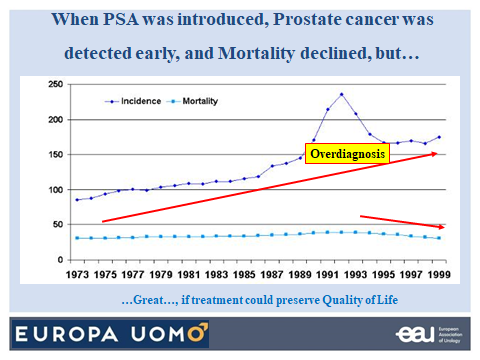 When PSA was introduced, Prostate cancer was
detected early, and Mortality declined, but…
250
200
150
100
50
0
Incidence
Mortality
Overdiagnosis
1973 1975 1977 1979 1981 1983 1985 1987 1989 1991 1993 1995 1997 1999
…Great…, if treatment could preserve Quality of Life
EUROPA UOMO
eau
European
Association
of Urology